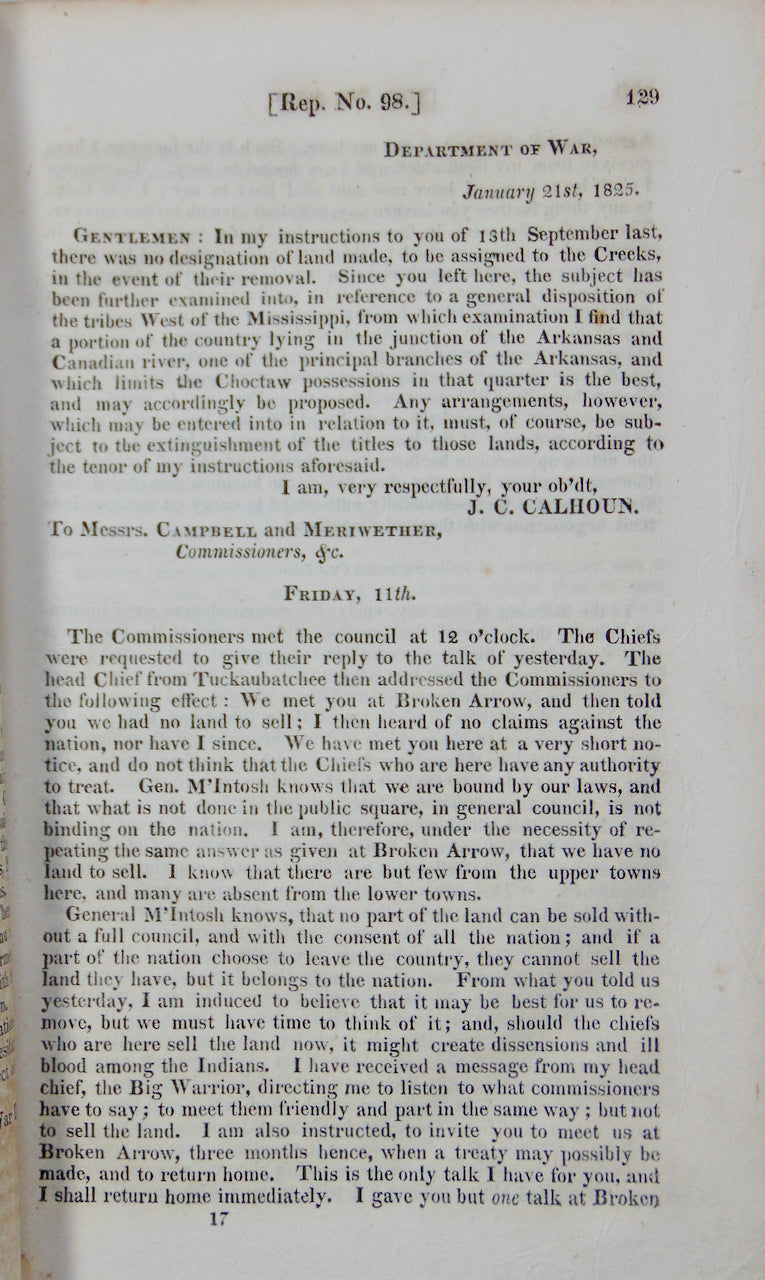 [Rep. No. 98.] 129
DEPARTMENT OF WAR,
January 21st, 1825.
GENTLEMEN : In my instructions to you of 13th September last,
there was no designation of land made, to be assigned to the Creeks,
in the event of their removal. Since you left here, the subject has
been further examined into, in reference to a general disposition of
the tribes West of the Mississippi, from which examination I find that
a portion of the country lying in the junction of the Arkansas and
Canadian river, one of the principal branches of the Arkansas, and
which limits the Choctaw possessions in that quarter is the best,
and may accordingly be proposed. Any arrangements, however,
which may be entered into in relation to it, must, of course, be sub-
ject to the extinguishment of the titles to those lands, according to
the tenor of my instructions aforesaid.
I am, very respectfully, your ob'dt,
J. C. CALHOUN.
To Messrs. CAMPBELL and MERIWETHER,
Commissioners, &c.
FRIDAY, 11th.
The Commissioners met the council at 12 o'clock. The Chiefs
were requested to give their reply to the talk of yesterday. The
head Chief from Tuckaubatchee then addressed the Commissioners to
the following effect : We met you at Broken Arrow, and then told
you we had no land to sell; I then heard of no claims against the
nation, nor have I since. We have met you here at a very short no-
tice, and do not think that the Chiefs who are here have any authority
to treat. Gen. M'Intosh knows that we are bound by our laws, and
that what is not done in the public square, in general council, is not
binding on the nation. I am, therefore, under the necessity of re-
peating the same answer as given at Broken Arrow, that we have no
land to sell. I know that there are but few from the upper towns
here, and many are absent from the lower towns.
General M'Intosh knows, that no part of the land can be sold with-
out a full council, and with the consent of all the nation; and if a
part of the nation choose to leave the country, they cannot sell the
land they have, but it belongs to the nation. From what you told us
yesterday, I am induced to believe that it may be best for us to re-
move, but we must have time to think of it; and, should the chiefs
who are here sell the land now, it might create dissensions and ill
blood among the Indians. I have received a message from my head
chief, the Big Warrior, directing me to listen to what commissioners
have to say ; to meet them friendly and part in the same way ; but not
to sell the land. I am also instructed, to invite you to meet us at
Broken Arrow, three months hence, when a treaty may possibly be
made, and to return home. This is the only talk I have for you, and
I shall return home immediately. I gave you but one talk at Broken
17